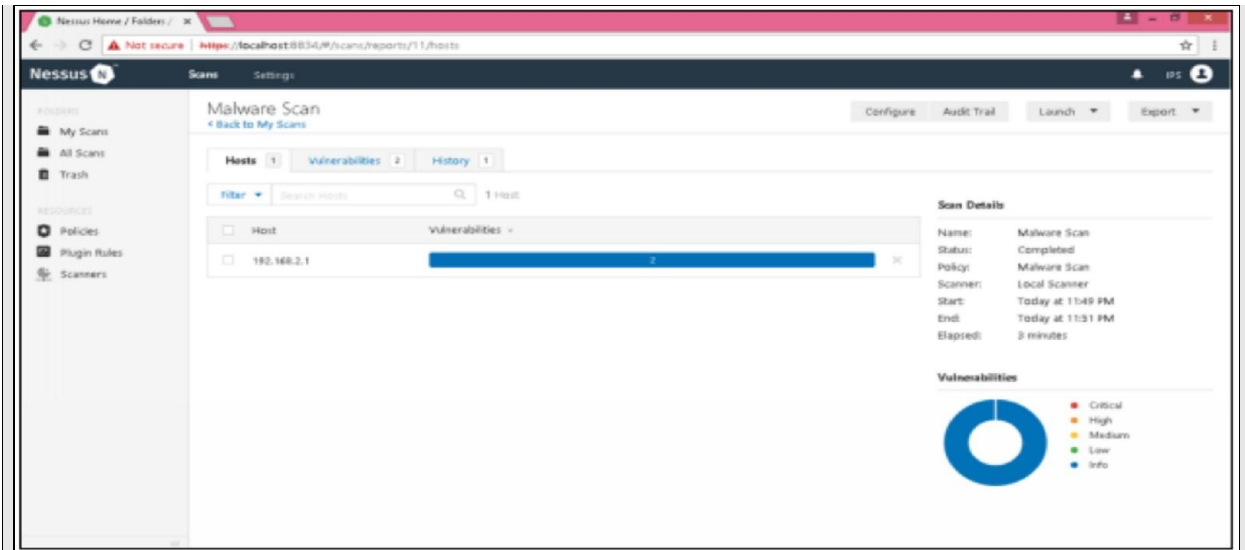 Nessus Home / Folders /
Not secure https://localhost:8834/#/scans/reports/11/hosts
Nessus N Scans Settings IPS
FOLDERS
My Scans
All Scans
Trash
RESOURCES
Policies
Plugin Rules
Scanners
Malware Scan
< Back to My Scans
Configure Audit Trail Launch Export
Hosts 1 Vulnerabilities 2 History 1
Filter Search Hosts 1 Host
Host Vulnerabilities
192.168.2.1 2
Scan Details
Name: Malware Scan
Status: Completed
Policy: Malware Scan
Scanner: Local Scanner
Start: Today at 11:49 PM
End: Today at 11:51 PM
Elapsed: 3 minutes
Vulnerabilities
Critical
High
Medium
Low
Info